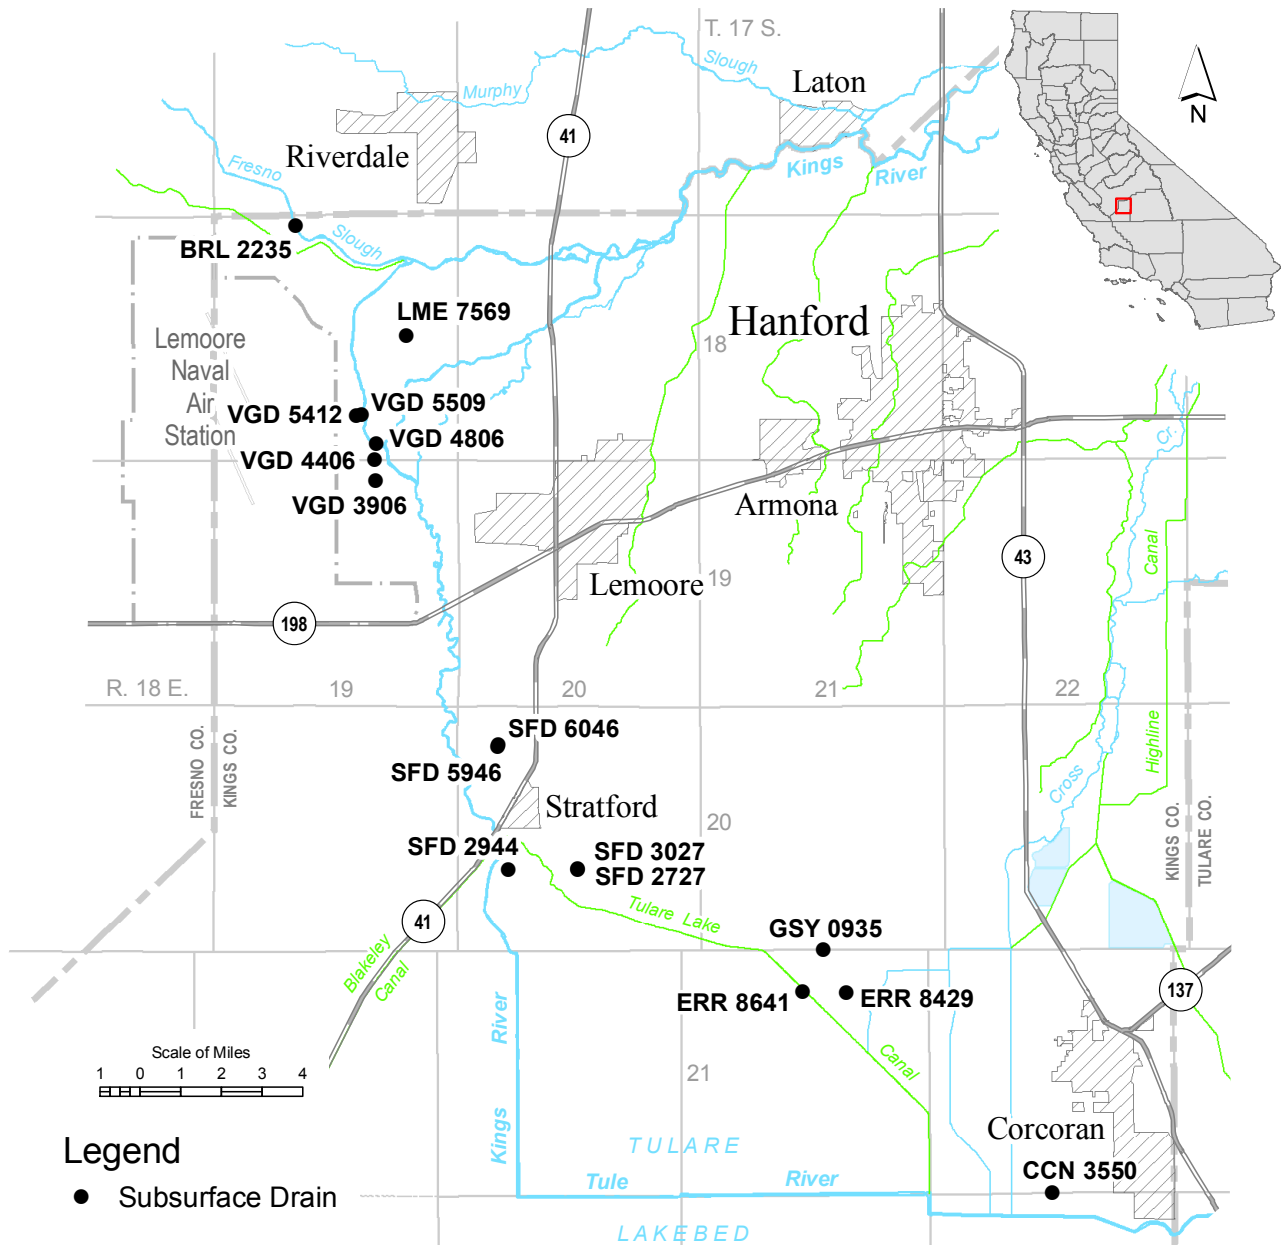 T. 17 S.
Slough
Laton
Murphy
N
41
Riverdale
Kings
River
Fresno
Slough
BRL 2235
LME 7569
Hanford
18
Lemoore
Naval
Air
Station
VGD 5509
VGD 5412
VGD 4806
VGD 4406
VGD 3906
Cr.
Armona
Canal
43
Lemoore
19
198
R. 18 E.
19
20
21
22
SFD 6046
SFD 5946
FRESNO CO.
KINGS CO.
Highline
Cross
Stratford
20
KINGS CO.
TULARE CO.
SFD 2944
SFD 3027
SFD 2727
41
Tulare Lake
GSY 0935
Blakeley
Canal
ERR 8641
ERR 8429
137
River
Canal
Scale of Miles
1 0 1 2 3 4
21
Kings
Corcoran
Legend
TULARE
CCN 3550
Subsurface Drain
Tule River
LAKEBED